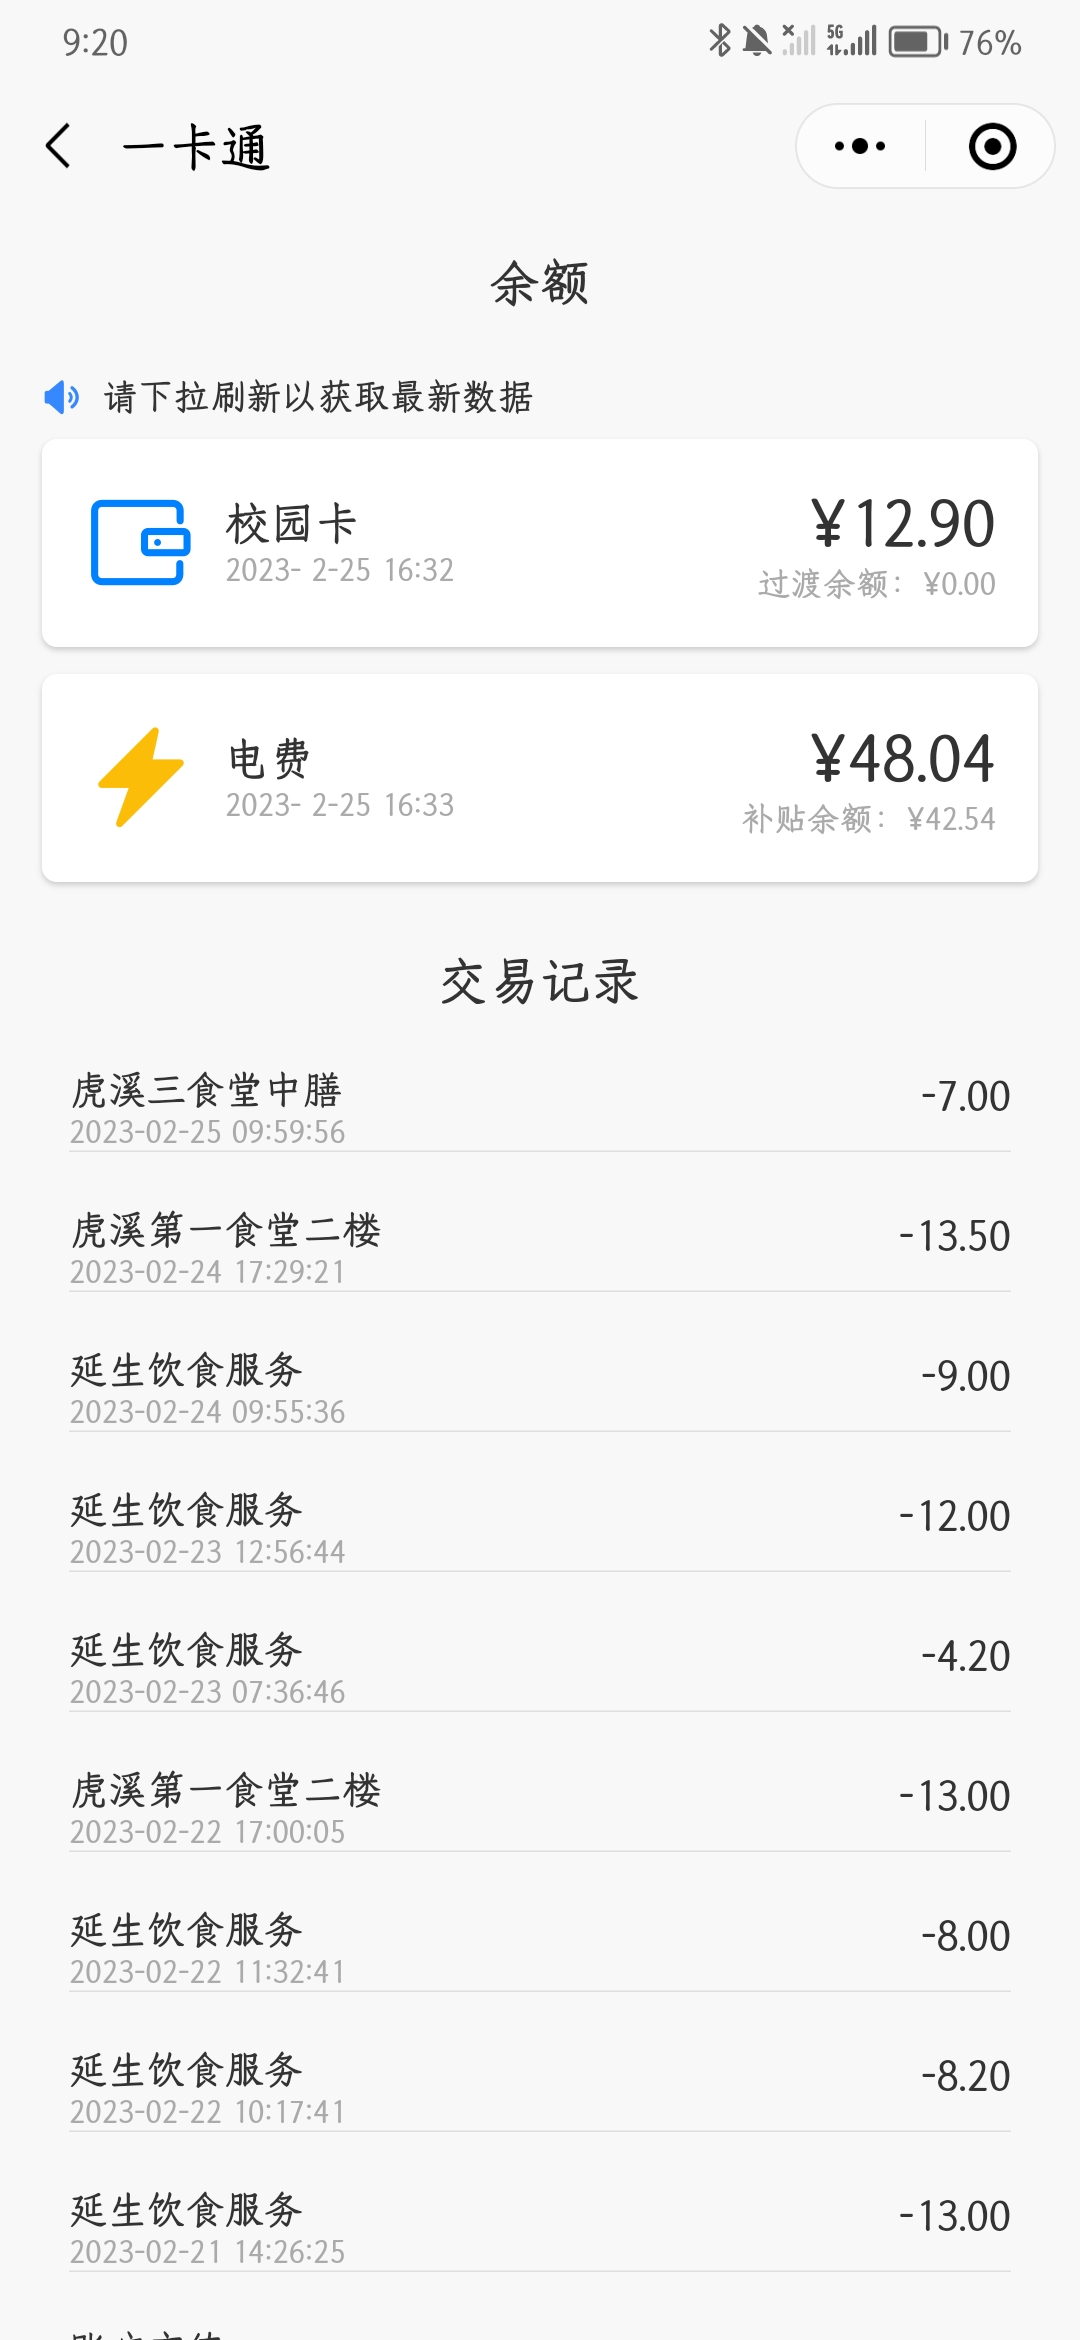 9:20
5G
76%
一卡通
余额
请下拉刷新以获取最新数据
校园卡
¥12.90
2023- 2-25 16:32
过渡余额：¥0.00
电费
¥48.04
2023- 2-25 16:33
补贴余额：¥42.54
交易记录
虎溪三食堂中膳
-7.00
2023-02-25 09:59:56
虎溪第一食堂二楼
-13.50
2023-02-24 17:29:21
延生饮食服务
-9.00
2023-02-24 09:55:36
延生饮食服务
-12.00
2023-02-23 12:56:44
延生饮食服务
-4.20
2023-02-23 07:36:46
虎溪第一食堂二楼
-13.00
2023-02-22 17:00:05
延生饮食服务
-8.00
2023-02-22 11:32:41
延生饮食服务
-8.20
2023-02-22 10:17:41
延生饮食服务
-13.00
2023-02-21 14:26:25